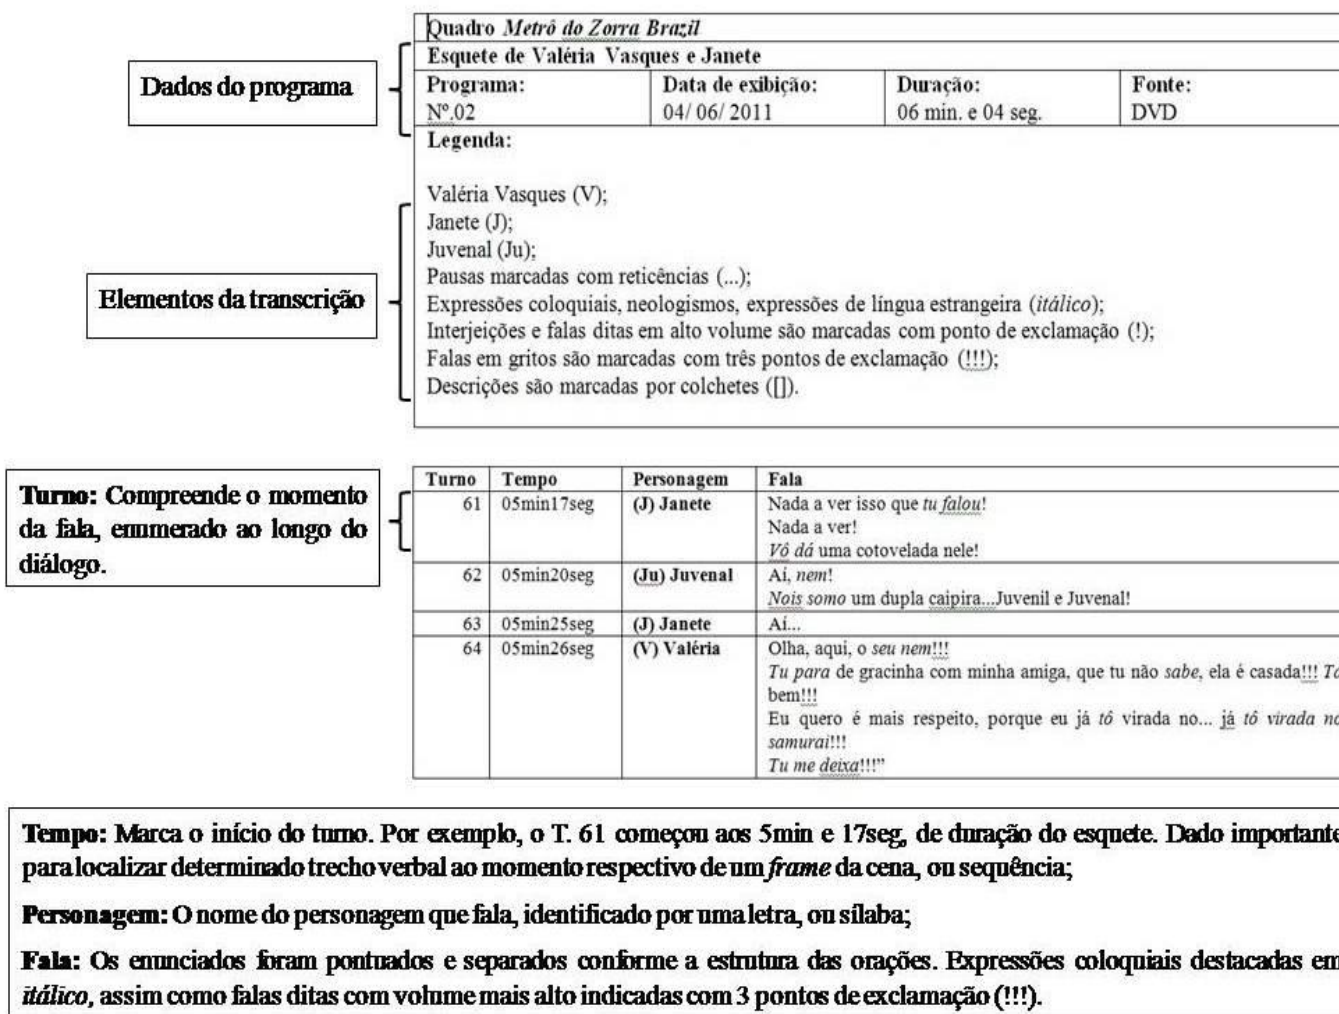 Quadro Metrô do Zorra Brazil
Esquete de Valéria Vasques e Janete
Dados do programa
Programa: Data de exibição: Duração: Fonte:
Nº.02 04/ 06/ 2011 06 min. e 04 seg. DVD
Legenda:
Valéria Vasques (V);
Janete (J);
Juvenal (Ju);
Pausas marcadas com reticências (...);
Elementos da transcrição
Expressões coloquiais, neologismos, expressões de língua estrangeira (itálico);
Interjeições e falas ditas em alto volume são marcadas com ponto de exclamação (!);
Falas em gritos são marcadas com três pontos de exclamação (!!!);
Descrições são marcadas por colchetes ([]).
Turno: Compreende o momento
da fala, enumerado ao longo do
diálogo.
Turno Tempo Personagem Fala
61 05min17seg (J) Janete Nada a ver isso que tu falou!
Nada a ver!
Vô dá uma cotovelada nele!
62 05min20seg (Ju) Juvenal Aí, nem!
Nois somo um dupla caipira...Juvenil e Juvenal!
63 05min25seg (J) Janete Aí...
64 05min26seg (V) Valéria Olha, aqui, o seu nem!!!
Tu para de gracinha com minha amiga, que tu não sabe, ela é casada!!! Tá
bem!!!
Eu quero é mais respeito, porque eu já tô virada no... já tô virada no
samurai!!!
Tu me deixa!!!”
Tempo: Marca o início do turno. Por exemplo, o T. 61 começou aos 5min e 17seg, de duração do esquete. Dado importante
para localizar determinado trecho verbal ao momento respectivo de um frame da cena, ou sequência;
Personagem: O nome do personagem que fala, identificado por uma letra, ou sílaba;
Fala: Os enunciados foram pontuados e separados conforme a estrutura das orações. Expressões coloquiais destacadas em
itálico, assim como falas ditas com volume mais alto indicadas com 3 pontos de exclamação (!!!).